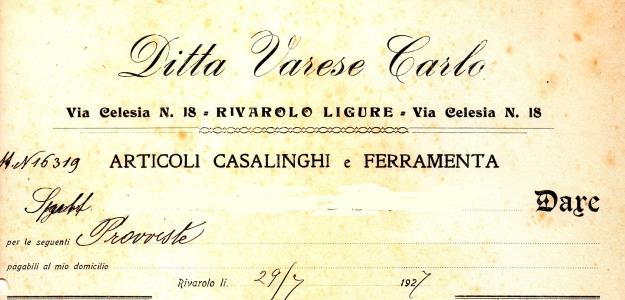 Ditta Varese Carlo
Via Celesia N. 18 - RIVAROLO LIGURE - Via Celesia N. 18
N 16319 ARTICOLI CASALINGHI e FERRAMENTA
Spett. Dare
per le seguenti Provviste
pagabili al mio domicilio
Rivarolo li. 29/7 1927